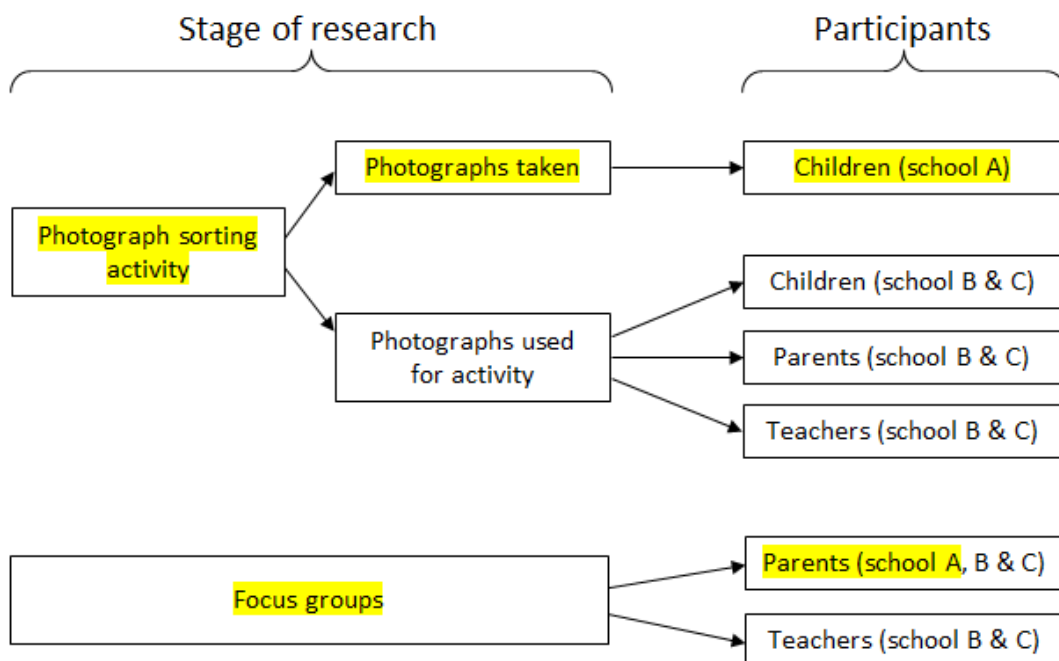 Stage of research
Participants
Photographs taken
Children (school A)
Photograph sorting
activity
Children (school B & C)
Photographs used
for activity
Parents (school B & C)
Teachers (school B & C)
Parents (school A, B & C)
Focus groups
Teachers (school B & C)